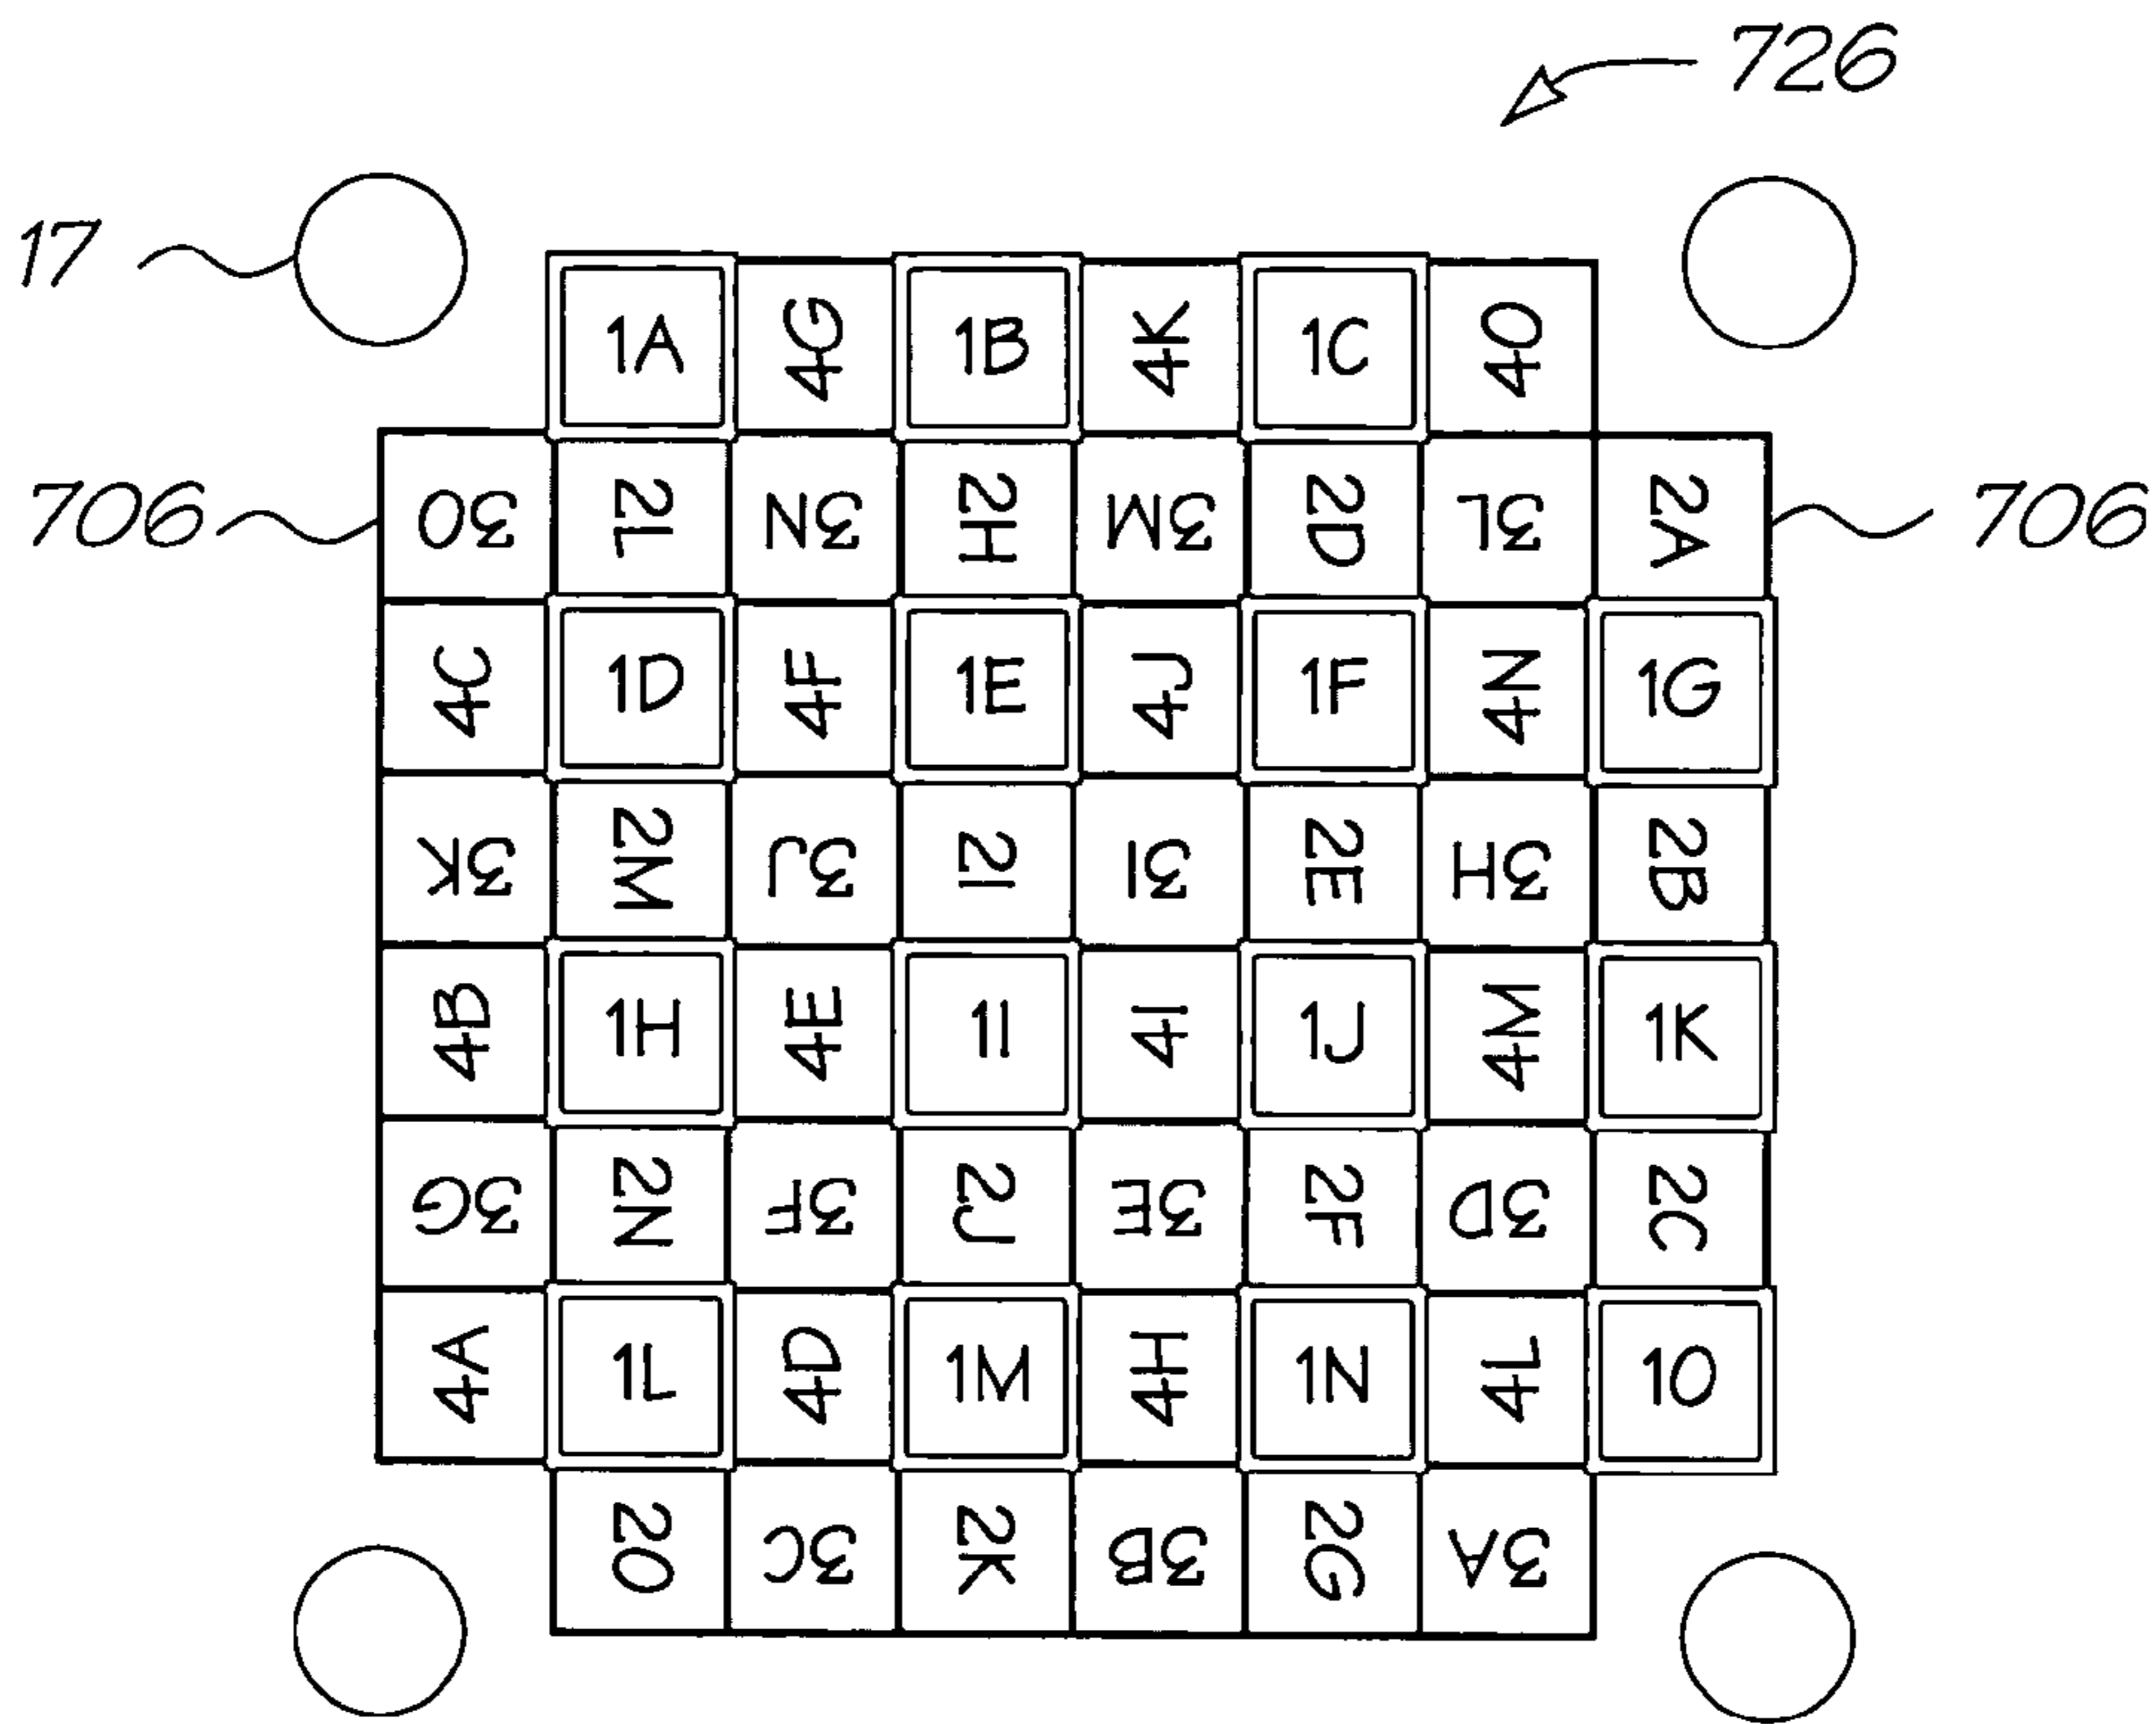 726
17
1A 4G 1B 4K 1C 4O
706 3O 2L 3N 2H 3M 2D 3L 2A 706
4C 1D 4F 1E 4J 1F 4N 1G
3K 2M 3J 2I 3I 2E 3H 2B
4B 1H 4E 1I 4I 1J 4M 1K
3G 2N 3F 2J 3E 2F 3D 2C
4A 1L 4D 1M 4H 1N 4L 1O
2O 3C 2K 3B 2G 3A